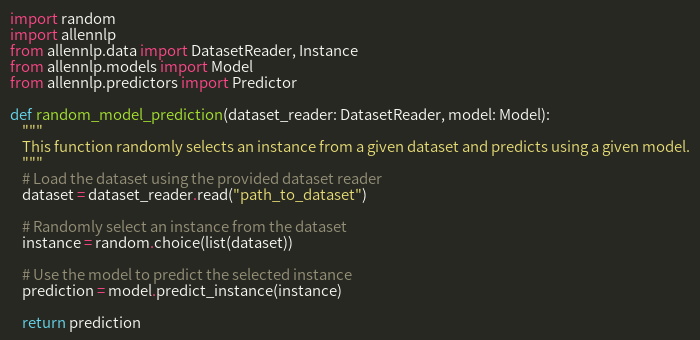 import random
import allennlp
from allennlp.data import DatasetReader, Instance
from allennlp.models import Model
from allennlp.predictors import Predictor

def random_model_prediction(dataset_reader: DatasetReader, model: Model):
    """
    This function randomly selects an instance from a given dataset and predicts using a given model.
    """
    # Load the dataset using the provided dataset reader
    dataset = dataset_reader.read("path_to_dataset")

    # Randomly select an instance from the dataset
    instance = random.choice(list(dataset))

    # Use the model to predict the selected instance
    prediction = model.predict_instance(instance)

    return prediction